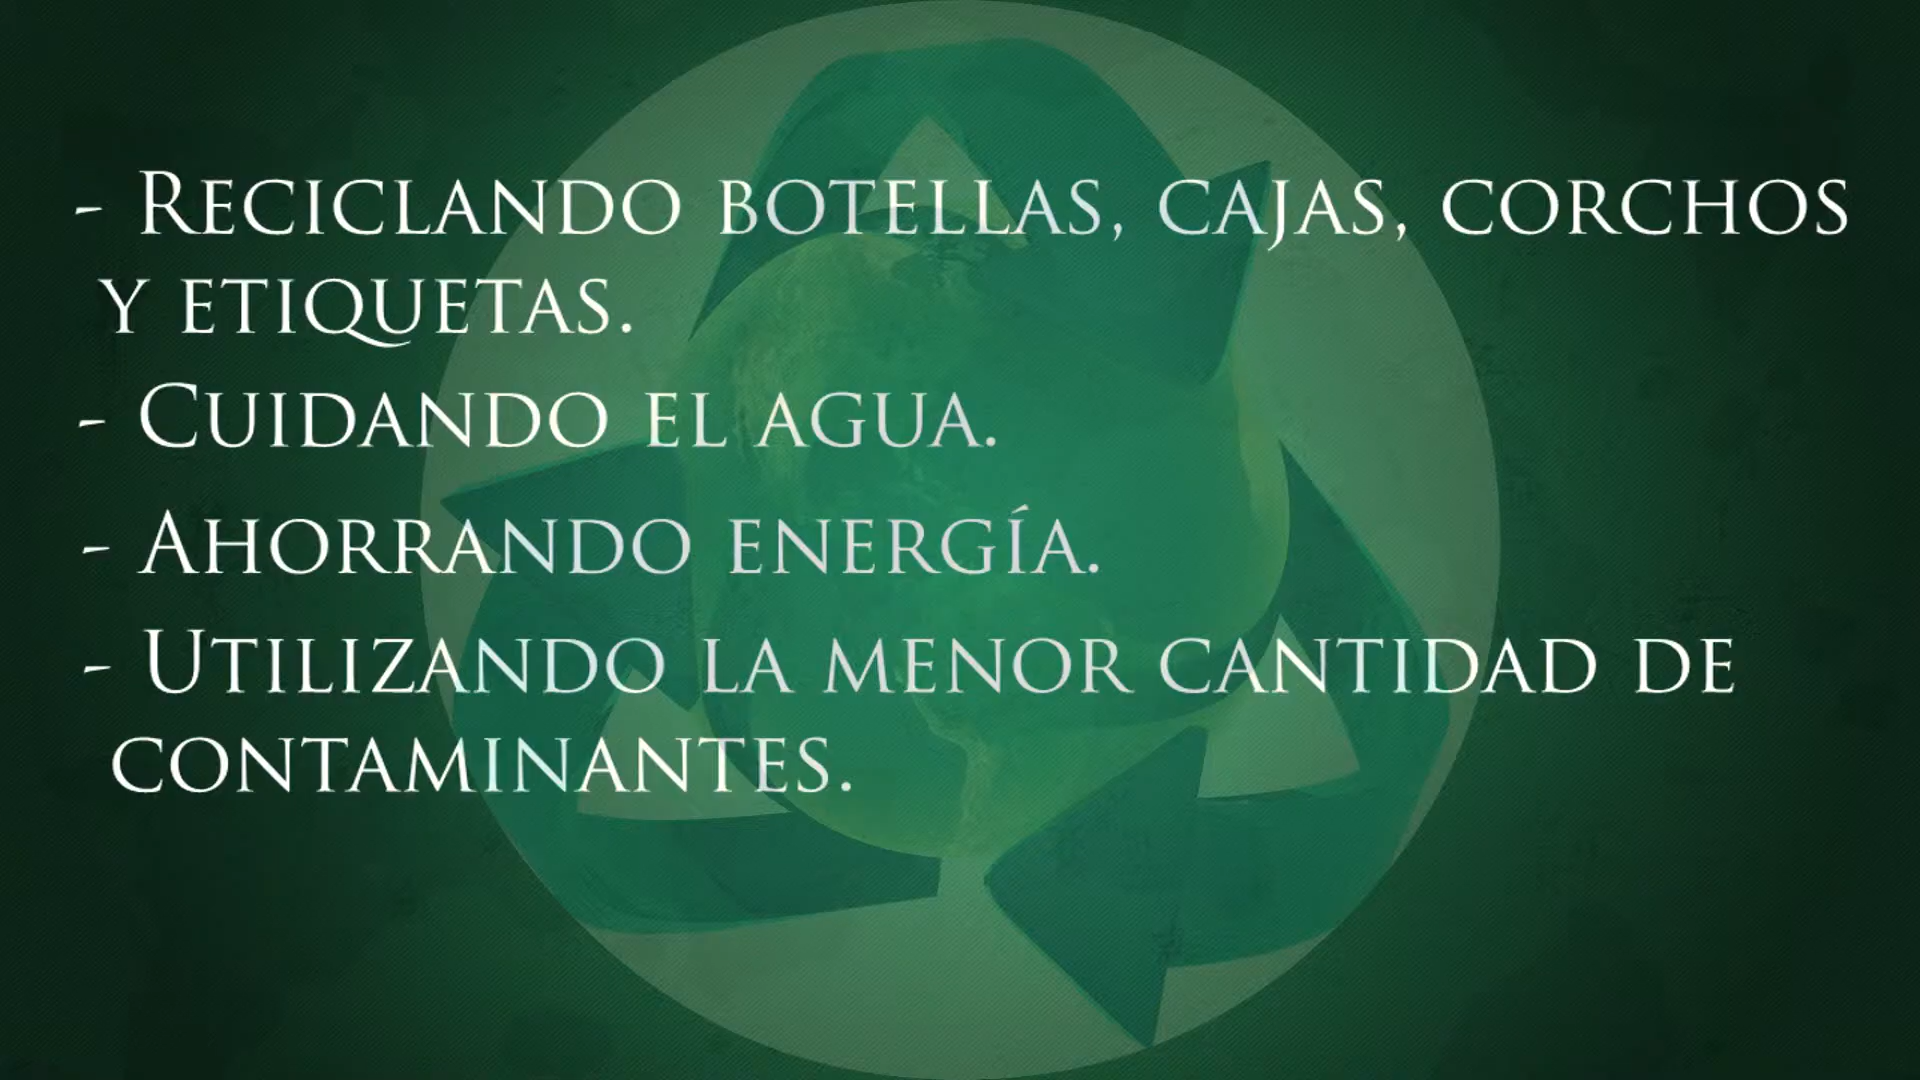 - Reciclando botellas, cajas, corchos
y etiquetas.
- Cuidando el agua.
- Ahorrando energía.
- Utilizando la menor cantidad de
contaminantes.